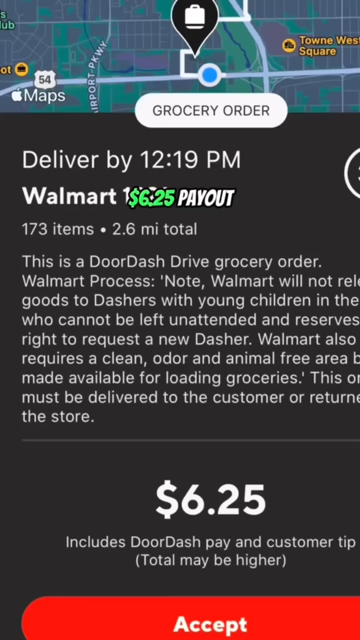 Towne West
Square
54
Maps
AIRPORT PKWY
GROCERY ORDER
Deliver by 12:19 PM
Walmart
$6.25 PAYOUT
173 items • 2.6 mi total
This is a DoorDash Drive grocery order.
Walmart Process: 'Note, Walmart will not rele
goods to Dashers with young children in the
who cannot be left unattended and reserves
right to request a new Dasher. Walmart also
requires a clean, odor and animal free area b
made available for loading groceries.' This or
must be delivered to the customer or returne
the store.
$6.25
Includes DoorDash pay and customer tip
(Total may be higher)
Accept